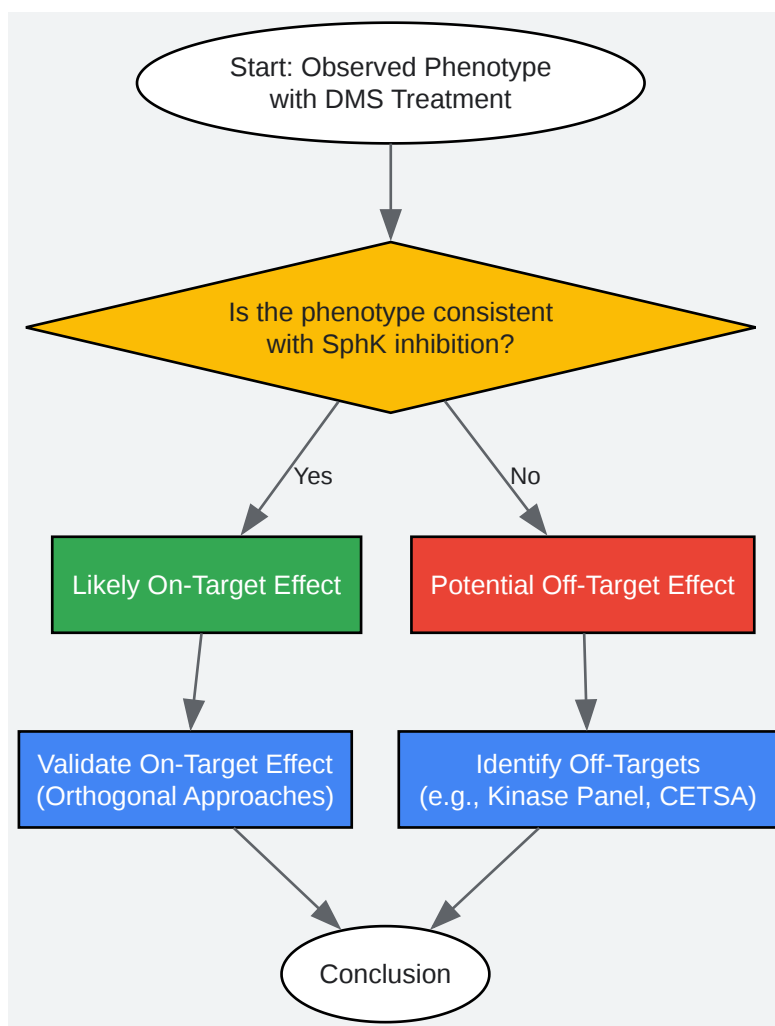 Start: Observed Phenotype
with DMS Treatment
Is the phenotype consistent
with SphK inhibition?
Yes
No
Likely On-Target Effect
Potential Off-Target Effect
Validate On-Target Effect
(Orthogonal Approaches)
Identify Off-Targets
(e.g., Kinase Panel, CETSA)
Conclusion